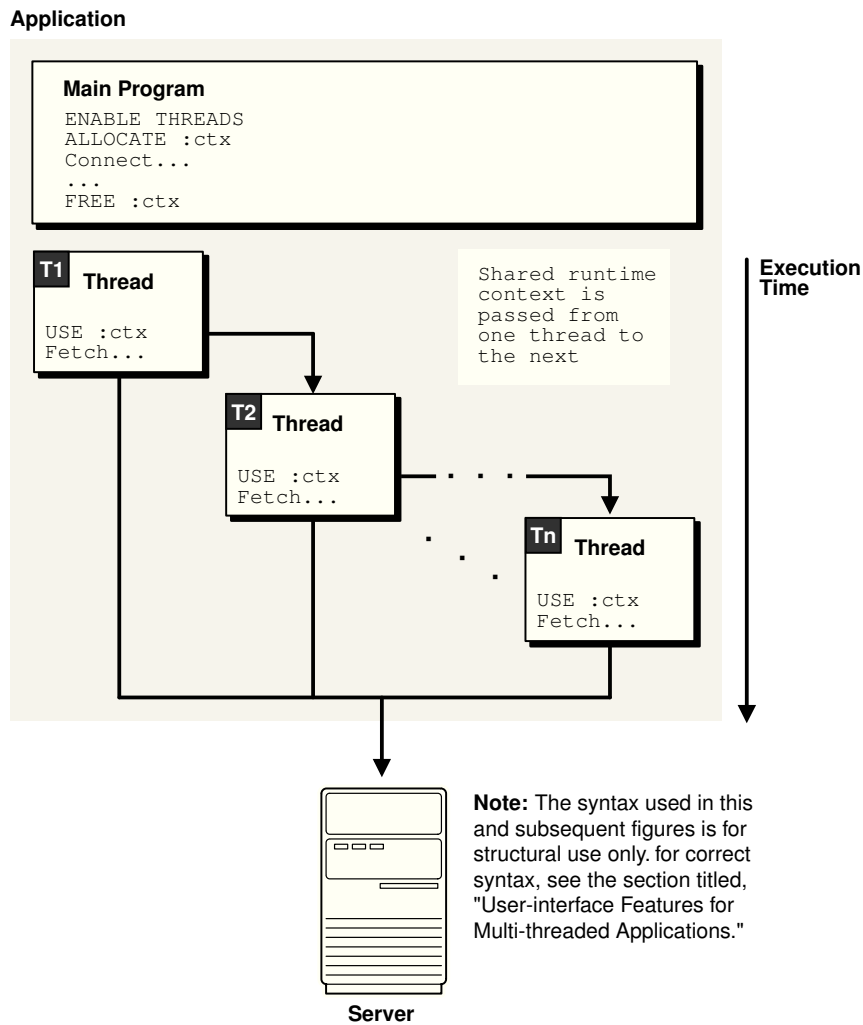 Application
Main Program
ENABLE THREADS
ALLOCATE :ctx
Connect...
...
FREE :ctx
T1
Thread
USE :ctx
Fetch...
Shared runtime
context is
passed from
one thread to
the next
Execution
Time
T2
Thread
USE :ctx
Fetch...
Tn
Thread
USE :ctx
Fetch...
Note: The syntax used in this
and subsequent figures is for
structural use only. for correct
syntax, see the section titled,
"User-interface Features for
Multi-threaded Applications."
Server